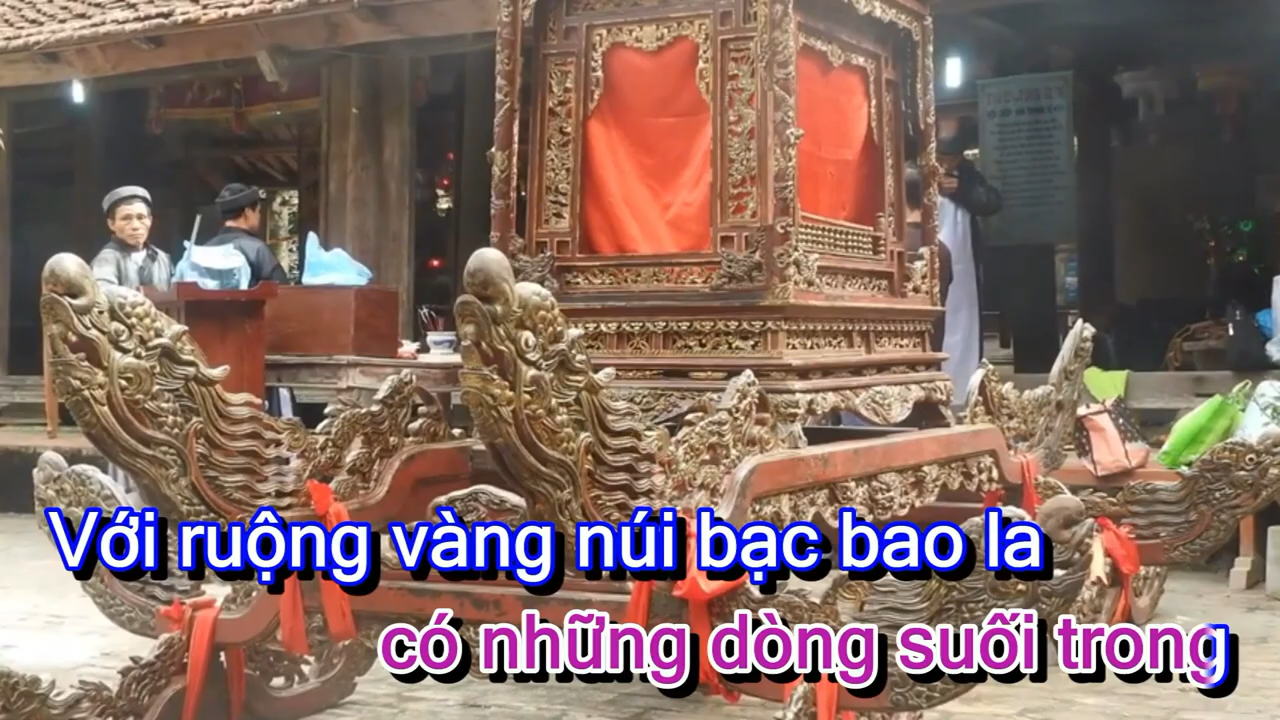 Với ruộng vàng núi bạc bao la
có những dòng suối trong